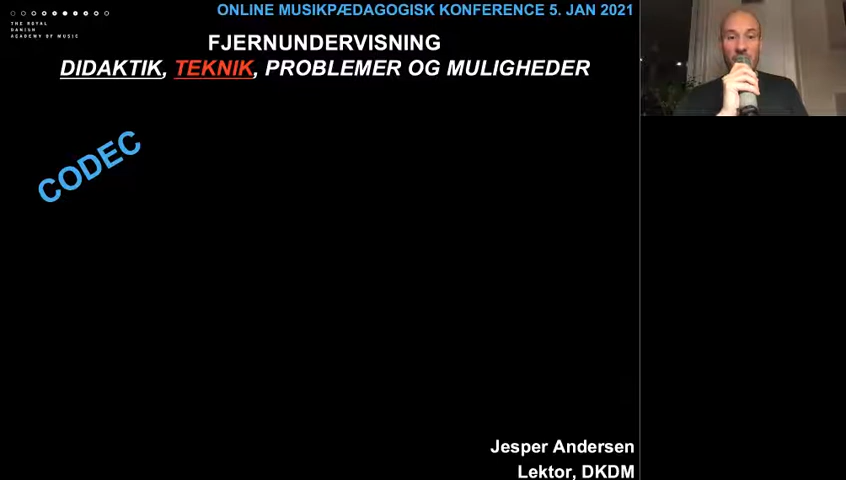 ONLINE MUSIKPÆDAGOGISK KONFERENCE 5. JAN 2021
THE ROYAL
DANISH
ACADEMY OF MUSIC
FJERNUNDERVISNING
DIDAKTIK, TEKNIK, PROBLEMER OG MULIGHEDER
CODEC
Jesper Andersen
Lektor, DKDM